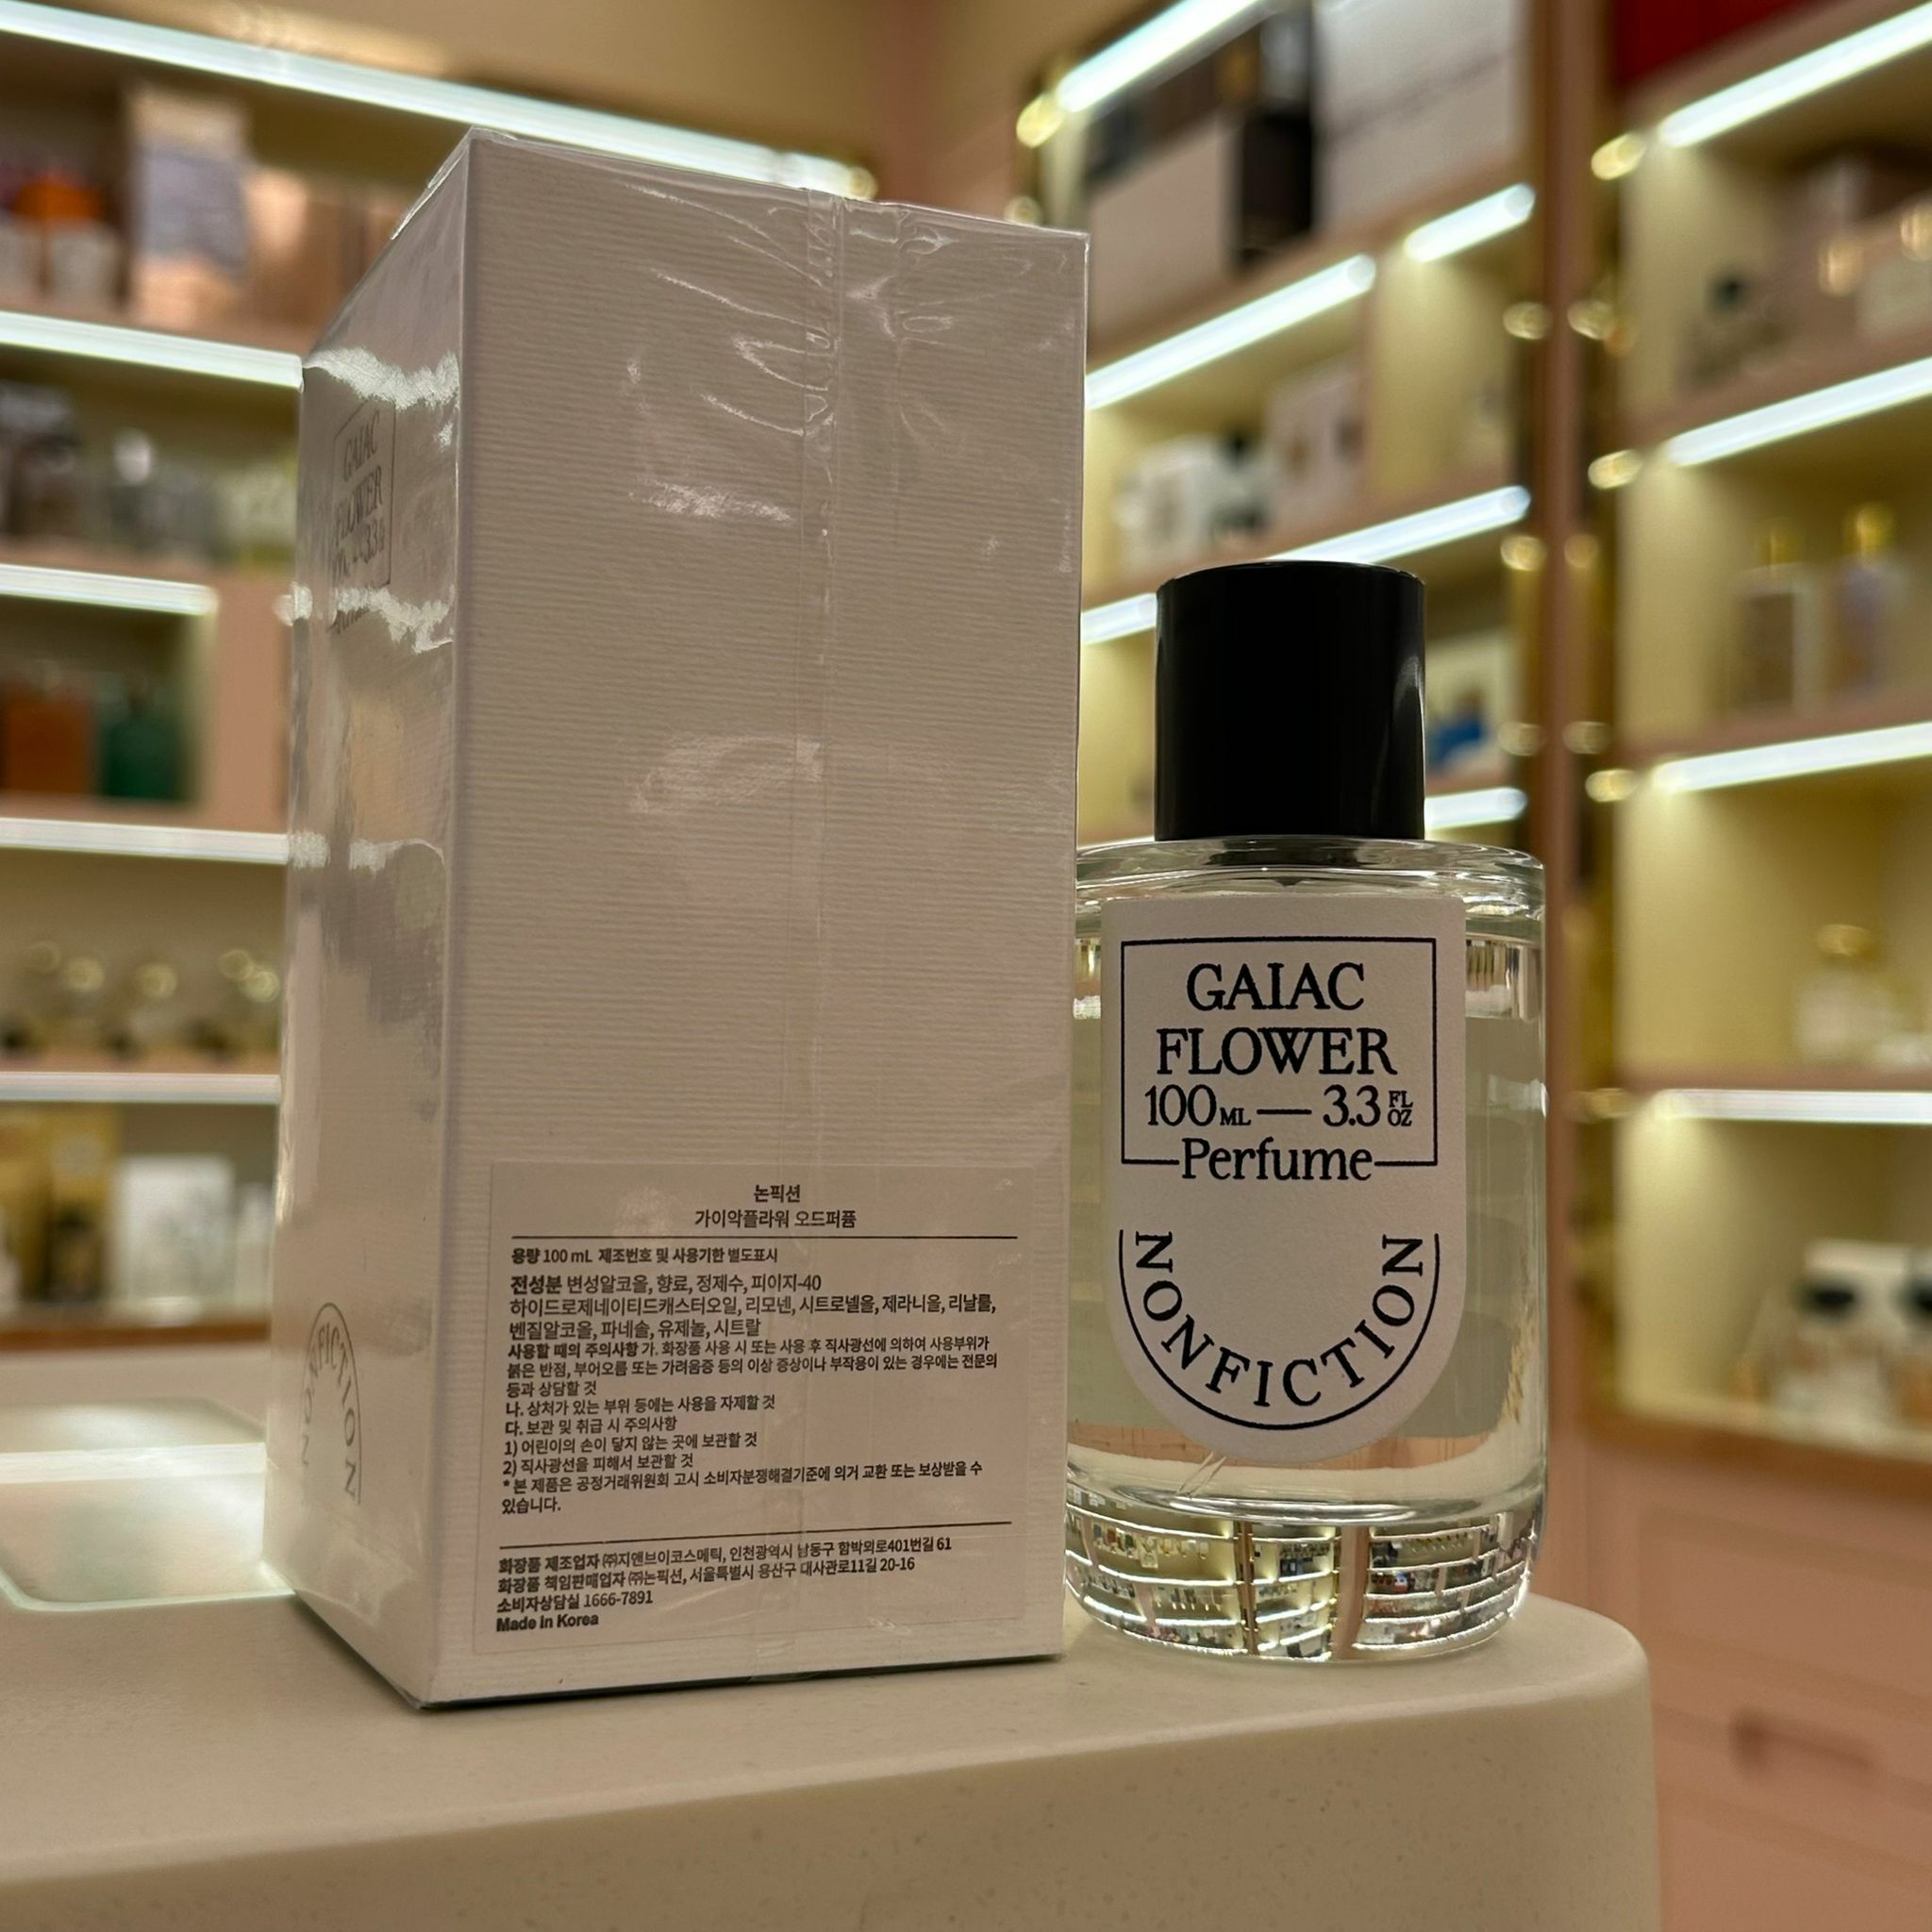 GAIAC
FLOWER
논픽션
가이악플라워 오드퍼퓸
용량 100 mL 제조번호 및 사용기한 별도표시
전성분 변성알코올, 향료, 정제수, 피이지-40
하이드로제네이티드캐스터오일, 리모넨, 시트로넬올, 제라니올, 리날룰,
벤질알코올, 파네솔, 유제놀, 시트랄
사용할 때의 주의사항 가. 화장품 사용 시 또는 사용 후 직사광선에 의하여 사용부위가
붉은 반점, 부어오름 또는 가려움증 등의 이상 증상이나 부작용이 있는 경우에는 전문의
등과 상담할 것
나. 상처가 있는 부위 등에는 사용을 자제할 것
다. 보관 및 취급 시 주의사항
1) 어린이의 손이 닿지 않는 곳에 보관할 것
2) 직사광선을 피해서 보관할 것
* 본 제품은 공정거래위원회 고시 소비자분쟁해결기준에 의거 교환 또는 보상받을 수
있습니다.
화장품 제조업자 ㈜지앤브이코스메틱, 인천광역시 남동구 함박뫼로401번길 61
화장품 책임판매업자 ㈜논픽션, 서울특별시 용산구 대사관로11길 20-16
소비자상담실 1666-7891
Made in Korea
GAIAC
FLOWER
100 ML — 3.3 FL OZ
Perfume
NONFICTION